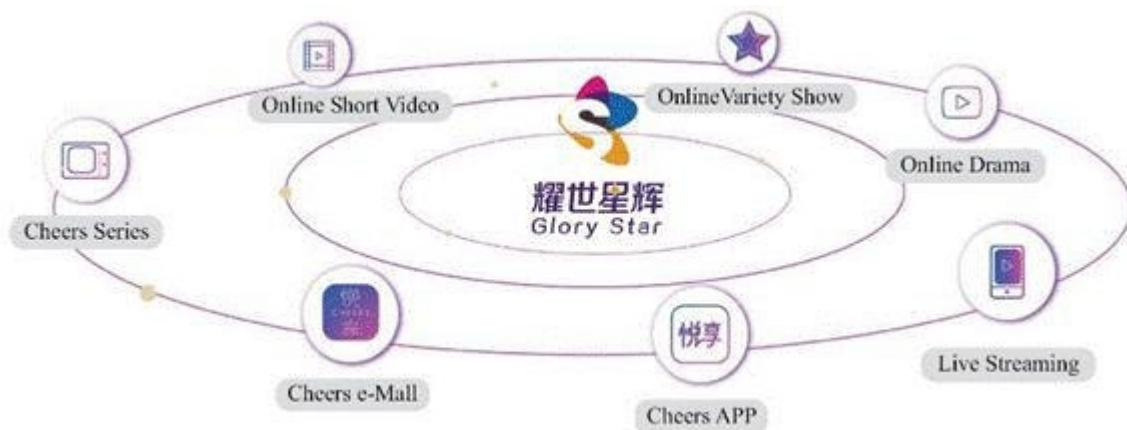 Online Short Video
OnlineVariety Show
Online Drama
Cheers Series
耀世星辉
Glory Star
CHEERS
悦享
Live Streaming
Cheers e-Mall
Cheers APP